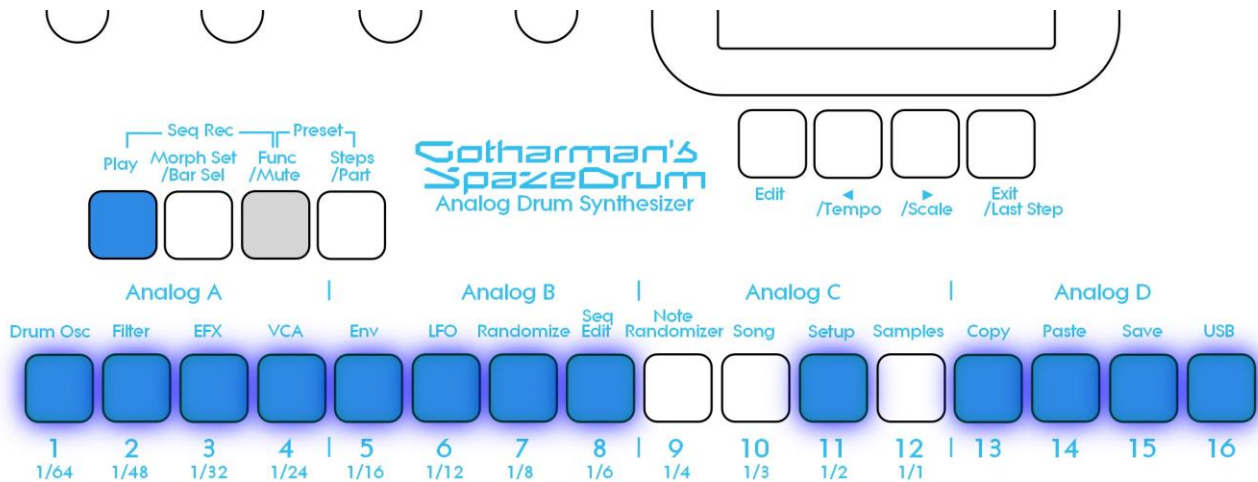 Seq Rec Preset
Play Morph Set /Bar Sel Func /Mute Steps /Part
Gotharman's
SpazeDrum
Analog Drum Synthesizer
Edit ◄ /Tempo ► /Scale Exit /Last Step
Analog A | Analog B | Analog C | Analog D
Drum Osc Filter EFX VCA Env LFO Randomize Seq Edit Note Randomizer Song Setup Samples Copy Paste Save USB
1 2 3 4 | 5 6 7 8 | 9 10 11 12 | 13 14 15 16
1/64 1/48 1/32 1/24 1/16 1/12 1/8 1/6 1/4 1/3 1/2 1/1